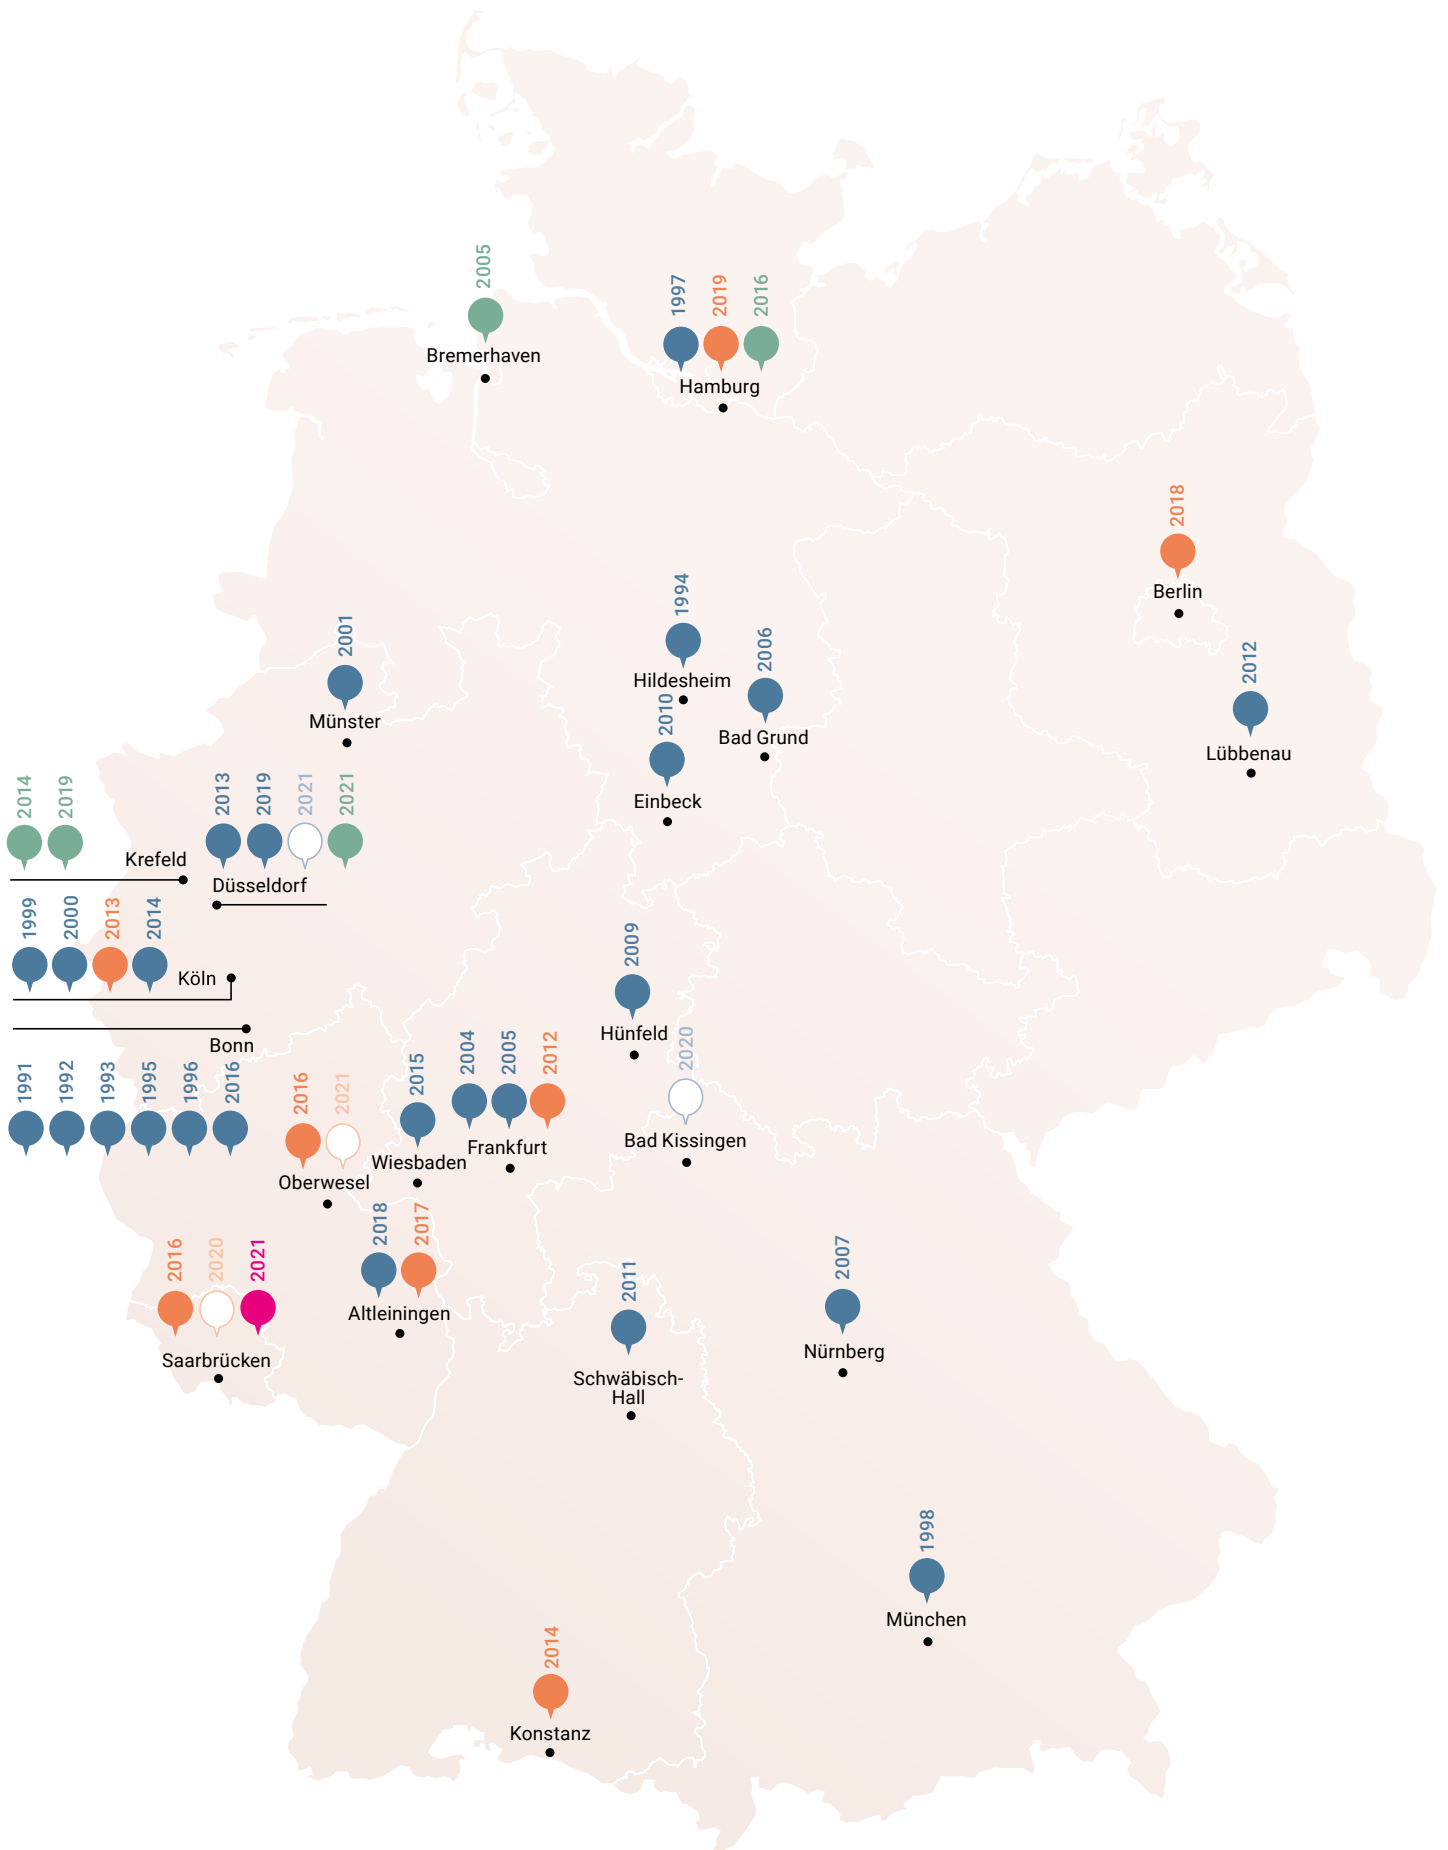 2005
Bremerhaven
1997
2019
2016
Hamburg
2018
Berlin
1994
Hildesheim
2001
Münster
2006
Bad Grund
2012
Lübbenau
2010
Einbeck
2014
2019
Krefeld
2013
2019
2021
2021
Düsseldorf
1999
2000
2013
2014
Köln
2009
Hünfeld
Bonn
1991
1992
1993
1995
1996
2016
2016
2021
Oberwesel
2015
Wiesbaden
2004
2005
2012
Frankfurt
2020
Bad Kissingen
2016
2020
2021
Saarbrücken
2018
2017
Altleiningen
2011
Schwäbisch-
Hall
2007
Nürnberg
1998
München
2014
Konstanz